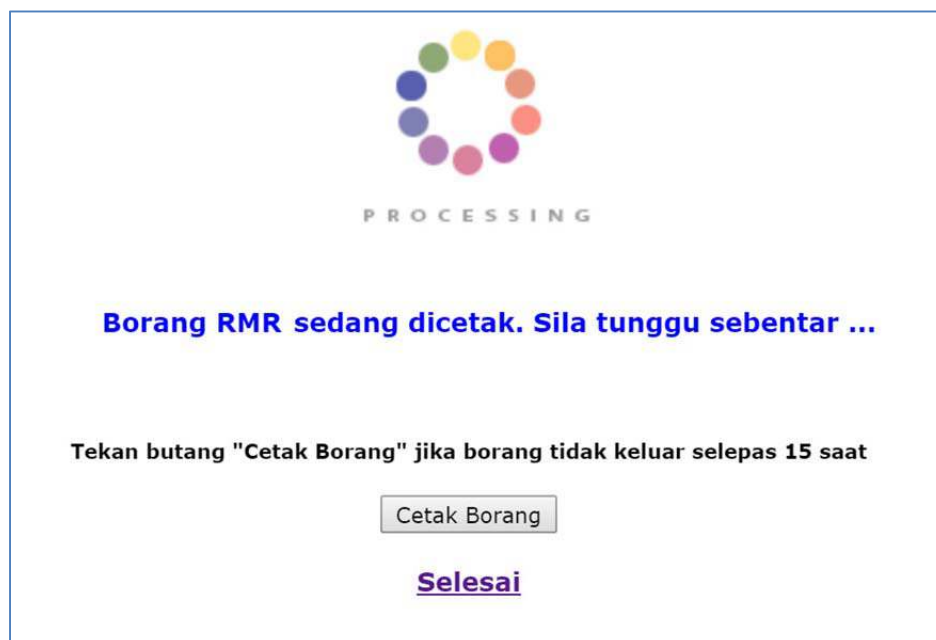 PROCESSING
Borang RMR sedang dicetak. Sila tunggu sebentar ...
Tekan butang "Cetak Borang" jika borang tidak keluar selepas 15 saat
Cetak Borang
Selesai